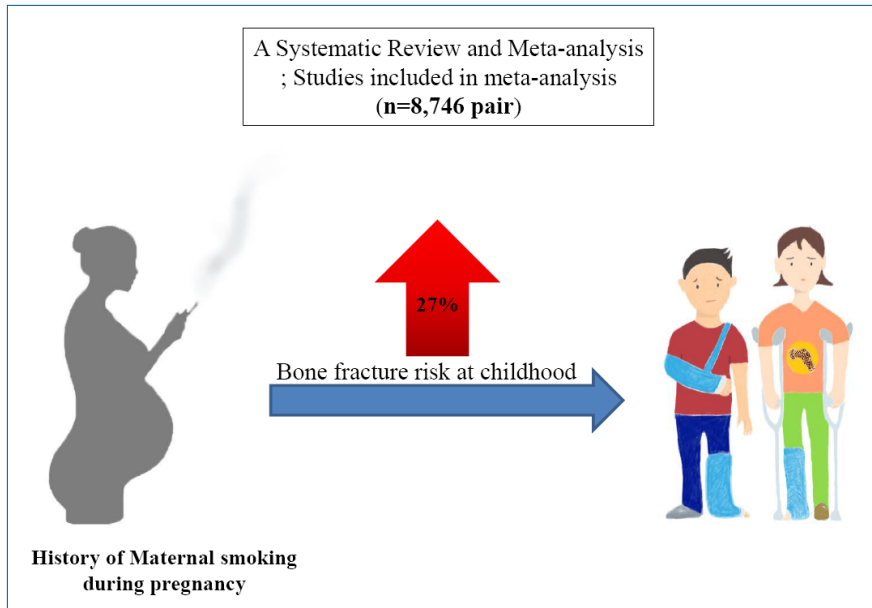 A Systematic Review and Meta-analysis
; Studies included in meta-analysis
(n=8,746 pair)
27%
Bone fracture risk at childhood
History of Maternal smoking
during pregnancy